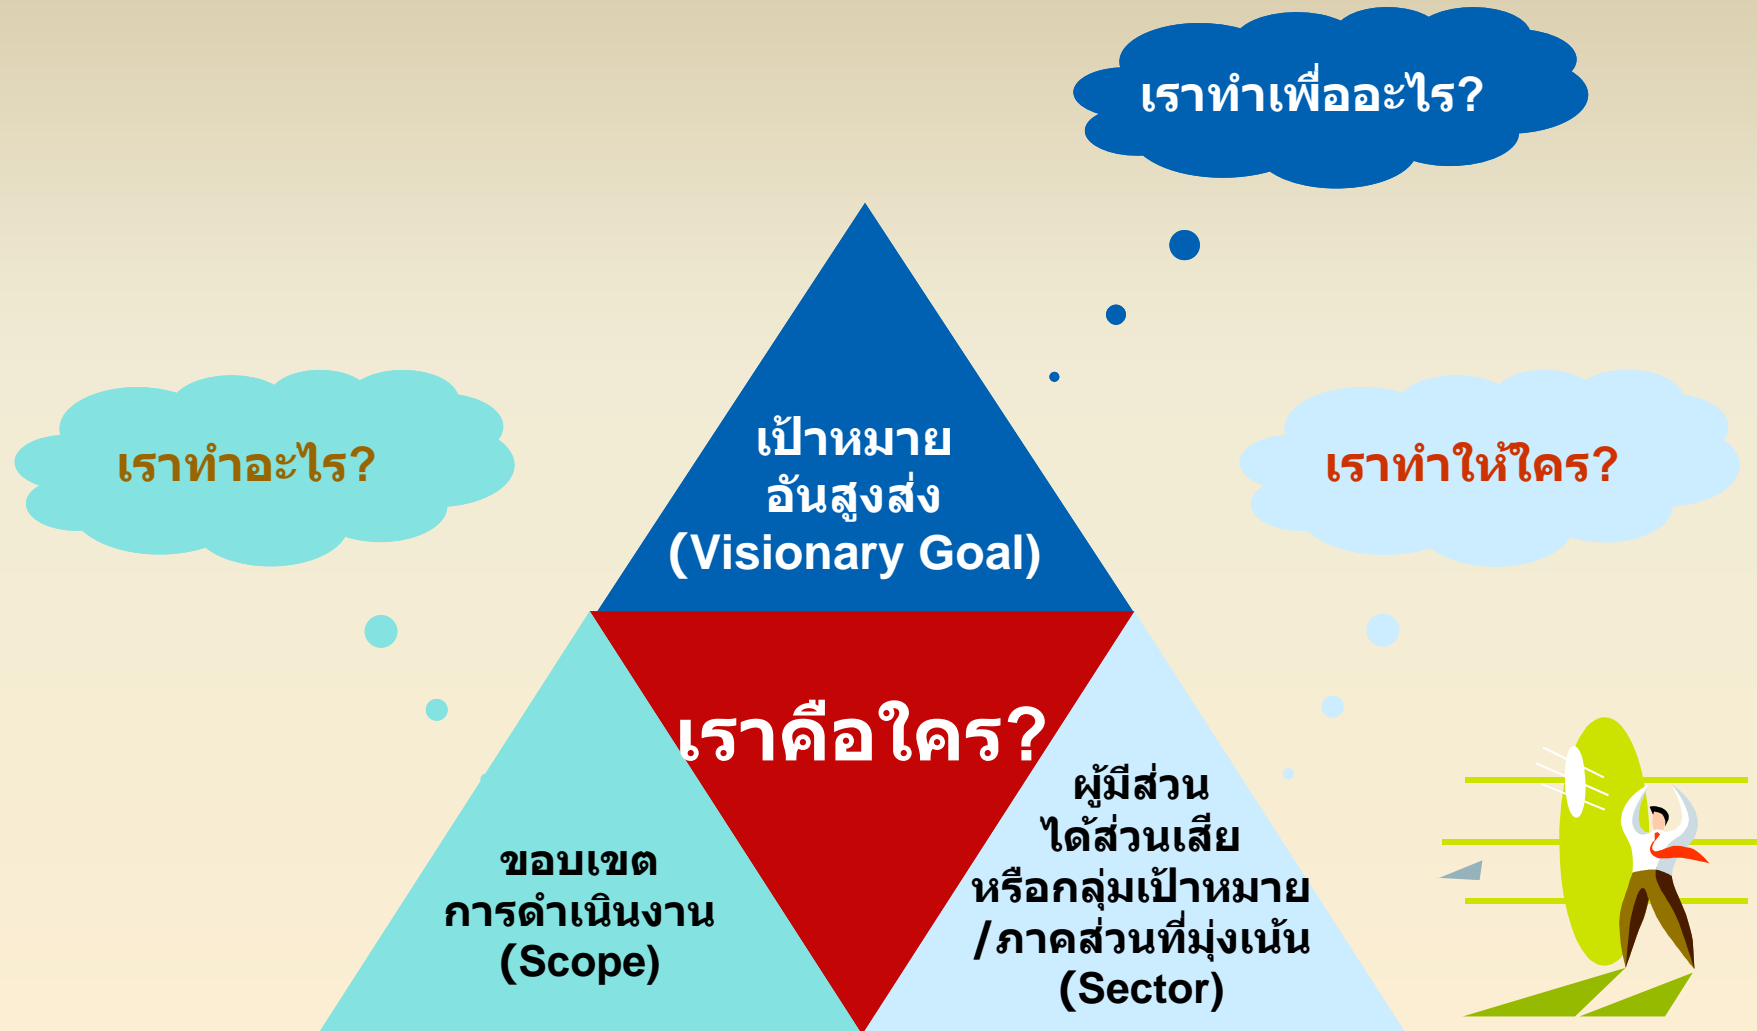 เราทำเพื่ออะไร?
เราทำอะไร?
เราทำให้ใคร?
เป้าหมาย
อันสูงส่ง
(Visionary Goal)
เราคือใคร?
ขอบเขต
การดำเนินงาน
(Scope)
ผู้มีส่วน
ได้ส่วนเสีย
หรือกลุ่มเป้าหมาย
/ภาคส่วนที่มุ่งเน้น
(Sector)